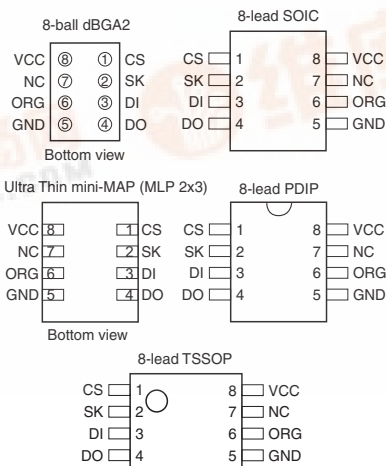 8-ball dBGA2
VCC 8 1 CS
NC 7 2 SK
ORG 6 3 DI
GND 5 4 DO
Bottom view
8-lead SOIC
CS 1 8 VCC
SK 2 7 NC
DI 3 6 ORG
DO 4 5 GND
Ultra Thin mini-MAP (MLP 2x3)
VCC 8 1 CS
NC 7 2 SK
ORG 6 3 DI
GND 5 4 DO
Bottom view
8-lead PDIP
CS 1 8 VCC
SK 2 7 NC
DI 3 6 ORG
DO 4 5 GND
8-lead TSSOP
CS 1 8 VCC
SK 2 7 NC
DI 3 6 ORG
DO 4 5 GND